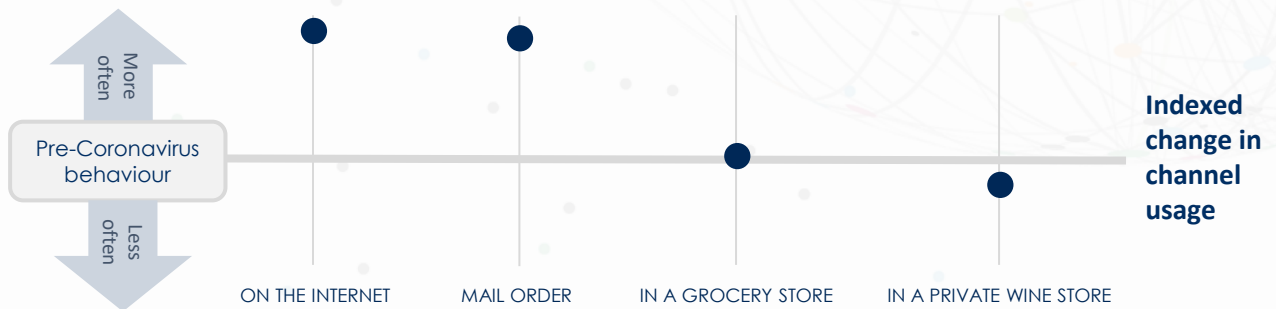 More
often
Pre-Coronavirus
behaviour
Less
often
Indexed
change in
channel
usage
ON THE INTERNET
MAIL ORDER
IN A GROCERY STORE
IN A PRIVATE WINE STORE